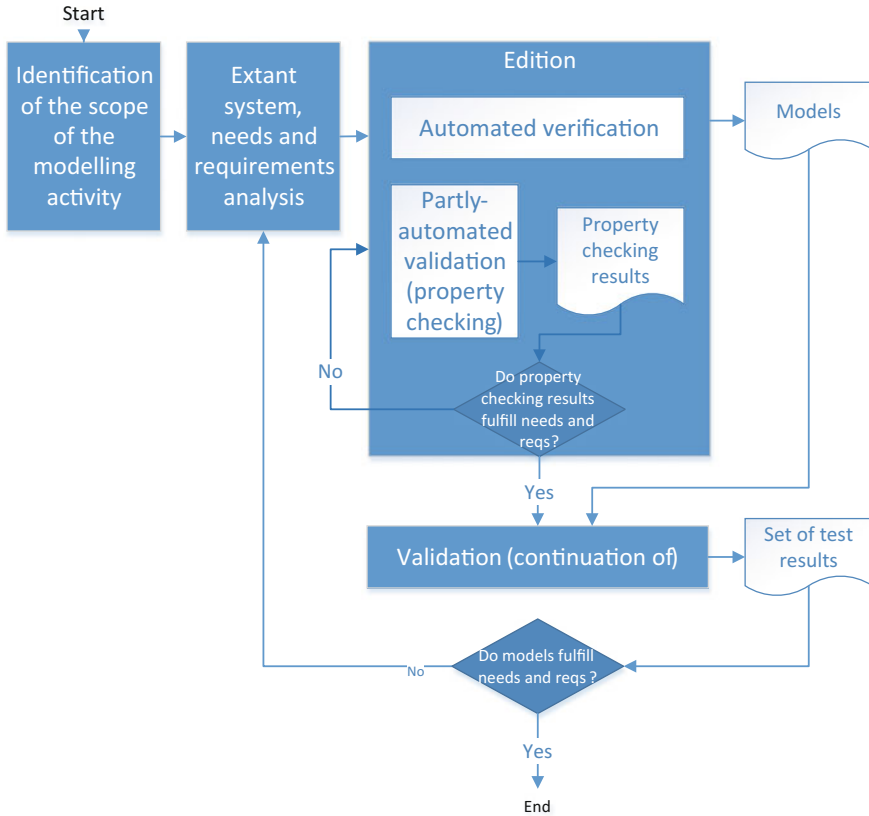 Start
Identification
of the scope
of the
modelling
activity
Extant
system,
needs and
requirements
analysis
Edition
Automated verification
Models
Partly-
automated
validation
(property
checking)
Property
checking
results
No
Do property
checking results
fulfill needs and
reqs?
Yes
Validation (continuation of)
Set of test
results
Do models fulfill
needs and reqs ?
No
Yes
End